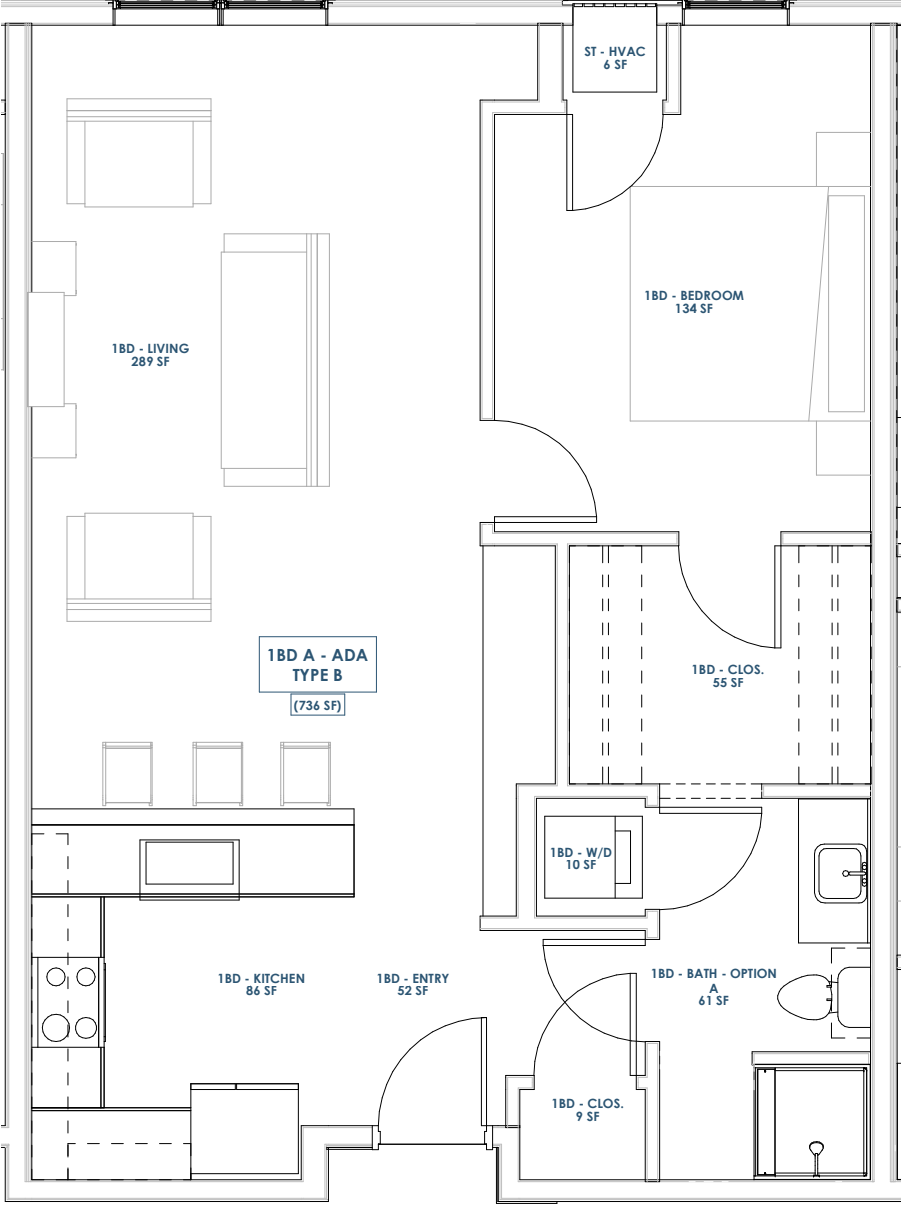 ST - HVAC
6 SF
1BD - BEDROOM
134 SF
1BD - LIVING
289 SF
1BD A - ADA
TYPE B
(736 SF)
1BD - CLOS.
55 SF
1BD - W/D
10 SF
1BD - KITCHEN
86 SF
1BD - ENTRY
52 SF
1BD - BATH - OPTION
A
61 SF
1BD - CLOS.
9 SF